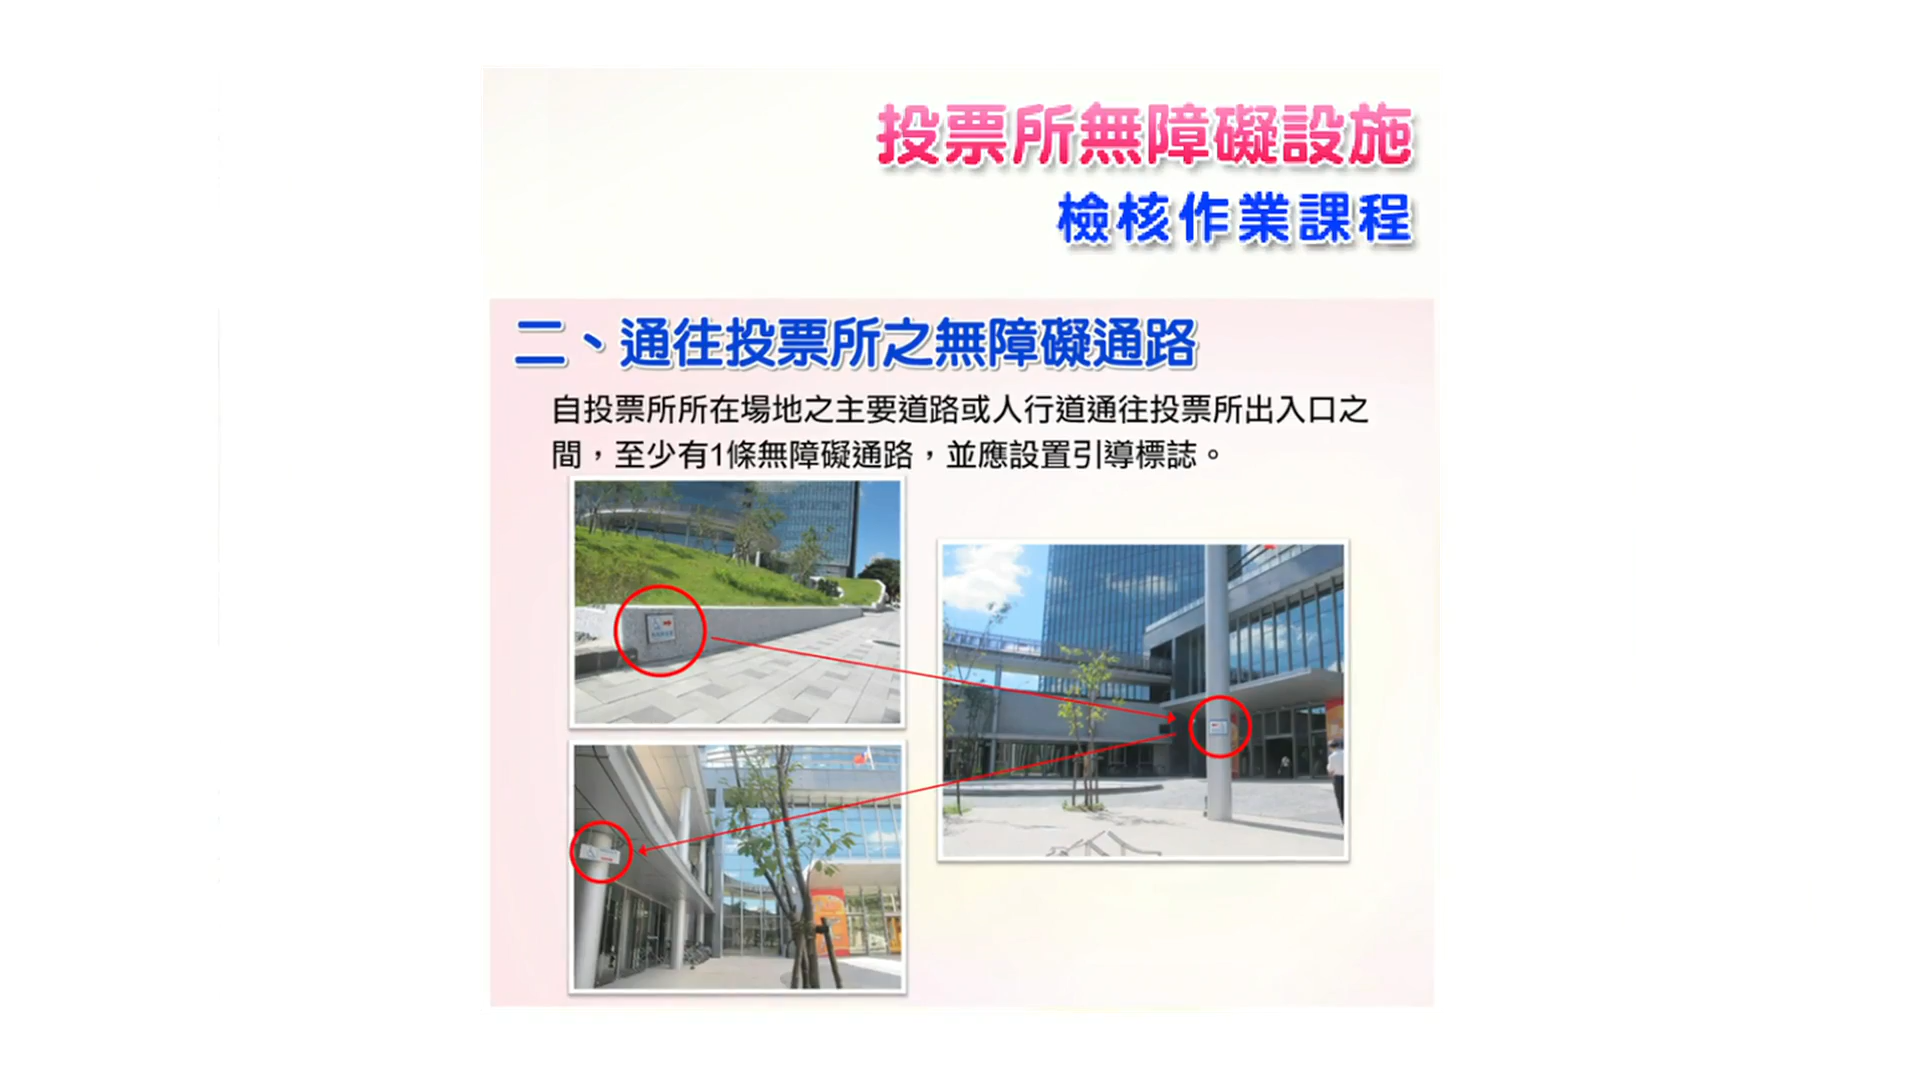 投票所無障礙設施
檢核作業課程
二、通往投票所之無障礙通路
自投票所所在場地之主要道路或人行道通往投票所出入口之
間，至少有1條無障礙通路，並應設置引導標誌。